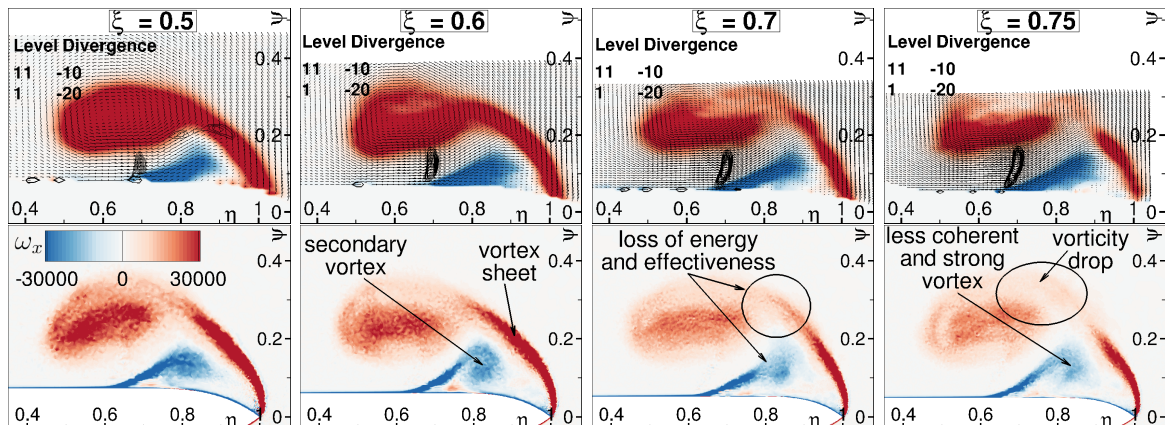 ξ = 0.5
ψ
Level Divergence
0.4
11 -10
1 -20
0.2
0.4 0.6 0.8 η 1 0
ξ = 0.6
ψ
Level Divergence
0.4
11 -10
1 -20
0.2
0.4 0.6 0.8 η 1 0
ξ = 0.7
ψ
Level Divergence
0.4
11 -10
1 -20
0.2
0.4 0.6 0.8 η 1 0
ξ = 0.75
ψ
Level Divergence
0.4
11 -10
1 -20
0.2
0.4 0.6 0.8 η 1 0
ωx
-30000 0 30000
ψ
0.4
0.2
0.4 0.6 0.8 η 1 0
secondary
vortex
vortex
sheet
ψ
0.4
0.2
0.4 0.6 0.8 η 1 0
loss of energy
and effectiveness
ψ
0.4
0.2
0.4 0.6 0.8 η 1 0
less coherent
and strong
vortex
vorticity
drop
ψ
0.4
0.2
0.4 0.6 0.8 η 1 0